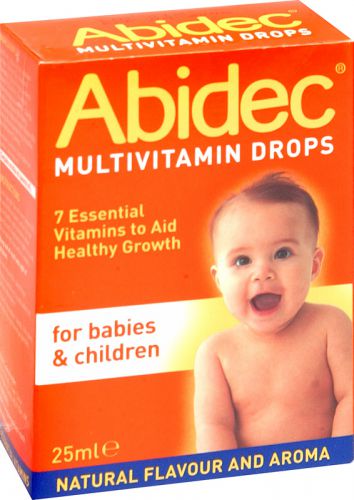 Abidec®
MULTIVITAMIN DROPS
Abidec®
MULTIVITAMIN DROPS
7 Essential
Vitamins to Aid
Healthy Growth
for babies
& children
25ml ℮
NATURAL FLAVOUR AND AROMA